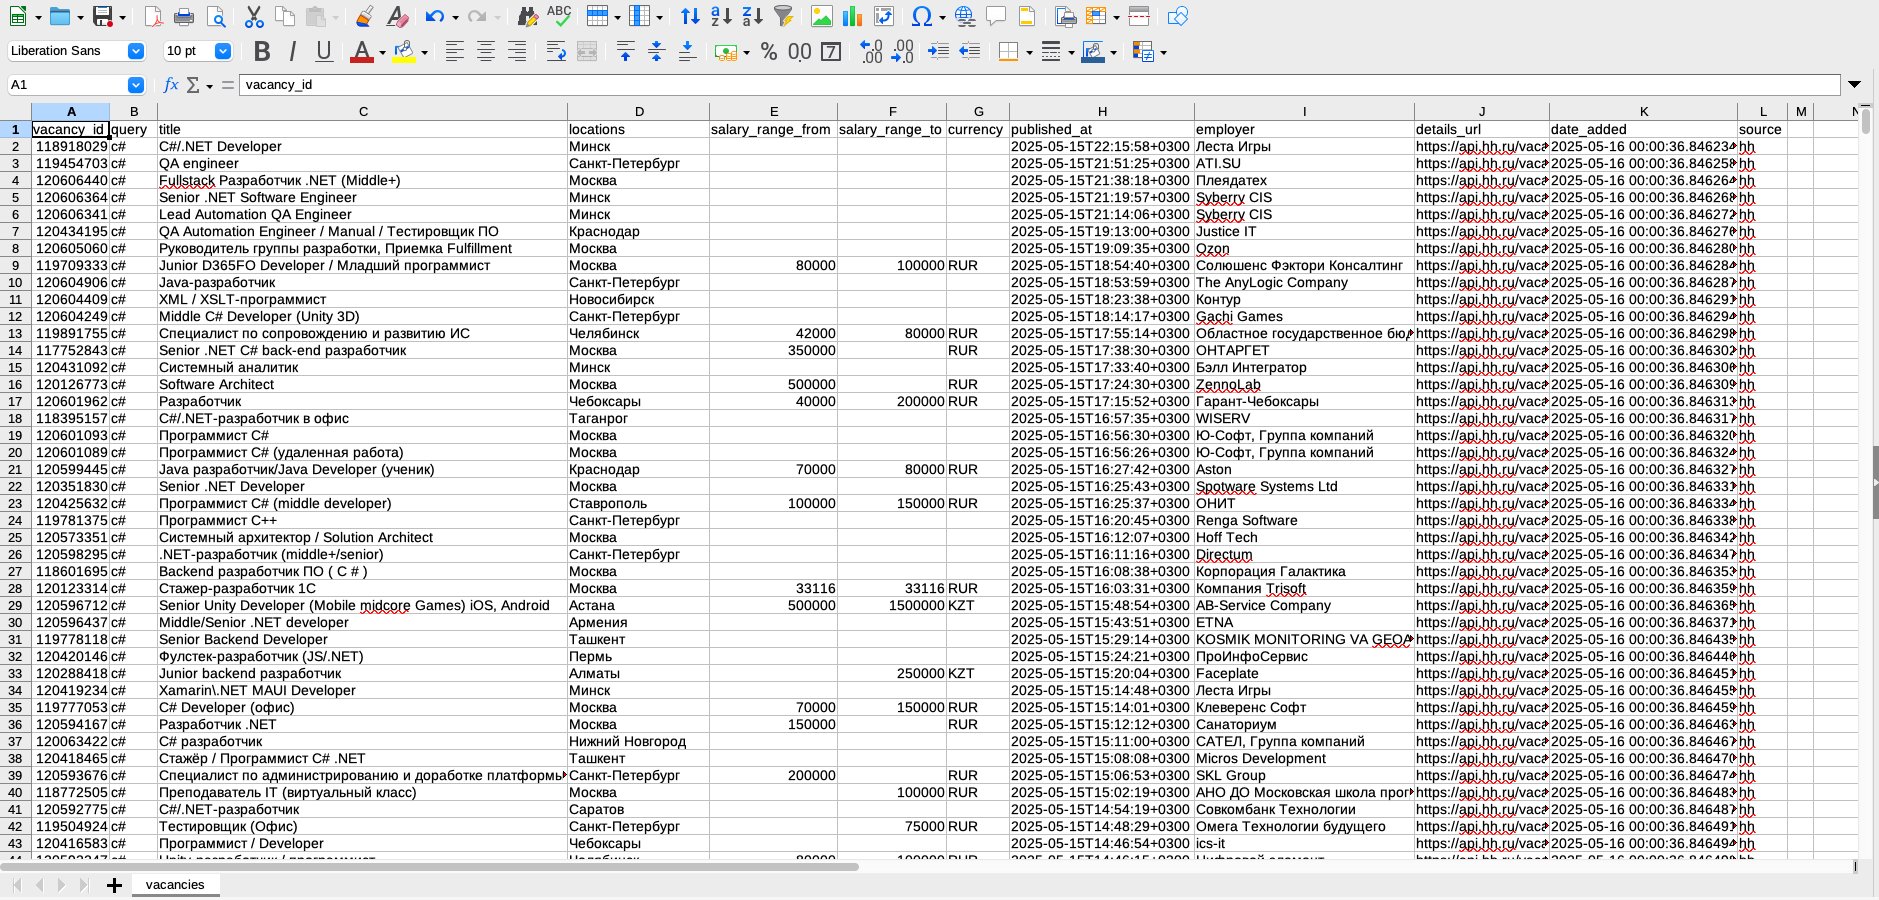 Liberation Sans 10 pt
A1 vacancy_id
A B C D E F G H I J K L M
1 vacancy_id query title locations salary_range_from salary_range_to currency published_at employer details_url date_added source
2 118918029 c# C#/.NET Developer Минск 2025-05-15T22:15:58+0300 Леста Игры https://api.hh.ru/vaca 2025-05-16 00:00:36.846234 hh
3 119454703 c# QA engineer Санкт-Петербург 2025-05-15T21:51:25+0300 ATI.SU https://api.hh.ru/vaca 2025-05-16 00:00:36.846258 hh
4 120606440 c# Fullstack Разработчик .NET (Middle+) Москва 2025-05-15T21:38:18+0300 Плеядатех https://api.hh.ru/vaca 2025-05-16 00:00:36.846264 hh
5 120606364 c# Senior .NET Software Engineer Минск 2025-05-15T21:19:57+0300 Syberry CIS https://api.hh.ru/vaca 2025-05-16 00:00:36.846268 hh
6 120606341 c# Lead Automation QA Engineer Минск 2025-05-15T21:14:06+0300 Syberry CIS https://api.hh.ru/vaca 2025-05-16 00:00:36.846272 hh
7 120434195 c# QA Automation Engineer / Manual / Тестировщик ПО Краснодар 2025-05-15T19:13:00+0300 Justice IT https://api.hh.ru/vaca 2025-05-16 00:00:36.846276 hh
8 120605060 c# Руководитель группы разработки, Приемка Fulfillment Москва 2025-05-15T19:09:35+0300 Ozon https://api.hh.ru/vaca 2025-05-16 00:00:36.846280 hh
9 119709333 c# Junior D365FO Developer / Младший программист Москва 80000 100000 RUR 2025-05-15T18:54:40+0300 Солюшенс Фэктори Консалтинг https://api.hh.ru/vaca 2025-05-16 00:00:36.846284 hh
10 120604906 c# Java-разработчик Санкт-Петербург 2025-05-15T18:53:59+0300 The AnyLogic Company https://api.hh.ru/vaca 2025-05-16 00:00:36.846287 hh
11 120604409 c# XML / XSLT-программист Новосибирск 2025-05-15T18:23:38+0300 Контур https://api.hh.ru/vaca 2025-05-16 00:00:36.846291 hh
12 120604249 c# Middle C# Developer (Unity 3D) Санкт-Петербург 2025-05-15T18:14:17+0300 Gachi Games https://api.hh.ru/vaca 2025-05-16 00:00:36.846294 hh
13 119891755 c# Специалист по сопровождению и развитию ИС Челябинск 42000 80000 RUR 2025-05-15T17:55:14+0300 Областное государственное бюд https://api.hh.ru/vaca 2025-05-16 00:00:36.846298 hh
14 117752843 c# Senior .NET C# back-end разработчик Москва 350000 RUR 2025-05-15T17:38:30+0300 ОНТАРГЕТ https://api.hh.ru/vaca 2025-05-16 00:00:36.846302 hh
15 120431092 c# Системный аналитик Минск 2025-05-15T17:33:40+0300 Бэлл Интегратор https://api.hh.ru/vaca 2025-05-16 00:00:36.846306 hh
16 120126773 c# Software Architect Москва 500000 RUR 2025-05-15T17:24:30+0300 ZennoLab https://api.hh.ru/vaca 2025-05-16 00:00:36.846309 hh
17 120601962 c# Разработчик Чебоксары 40000 200000 RUR 2025-05-15T17:15:52+0300 Гарант-Чебоксары https://api.hh.ru/vaca 2025-05-16 00:00:36.846313 hh
18 118395157 c# C#/.NET-разработчик в офис Таганрог 2025-05-15T16:57:35+0300 WISERV https://api.hh.ru/vaca 2025-05-16 00:00:36.846317 hh
19 120601093 c# Программист C# Москва 2025-05-15T16:56:30+0300 Ю-Софт, Группа компаний https://api.hh.ru/vaca 2025-05-16 00:00:36.846320 hh
20 120601089 c# Программист C# (удаленная работа) Москва 2025-05-15T16:56:26+0300 Ю-Софт, Группа компаний https://api.hh.ru/vaca 2025-05-16 00:00:36.846324 hh
21 120599445 c# Java разработчик/Java Developer (ученик) Краснодар 70000 80000 RUR 2025-05-15T16:27:42+0300 Aston https://api.hh.ru/vaca 2025-05-16 00:00:36.846327 hh
22 120351830 c# Senior .NET Developer Москва 2025-05-15T16:25:43+0300 Spotware Systems Ltd https://api.hh.ru/vaca 2025-05-16 00:00:36.846331 hh
23 120425632 c# Программист C# (middle developer) Ставрополь 100000 150000 RUR 2025-05-15T16:25:37+0300 ОНИТ https://api.hh.ru/vaca 2025-05-16 00:00:36.846334 hh
24 119781375 c# Программист C++ Санкт-Петербург 2025-05-15T16:20:45+0300 Renga Software https://api.hh.ru/vaca 2025-05-16 00:00:36.846338 hh
25 120573351 c# Системный архитектор / Solution Architect Москва 2025-05-15T16:12:07+0300 Hoff Tech https://api.hh.ru/vaca 2025-05-16 00:00:36.846342 hh
26 120598295 c# .NET-разработчик (middle+/senior) Санкт-Петербург 2025-05-15T16:11:16+0300 Directum https://api.hh.ru/vaca 2025-05-16 00:00:36.846347 hh
27 118601695 c# Backend разработчик ПО ( C # ) Москва 2025-05-15T16:08:38+0300 Корпорация Галактика https://api.hh.ru/vaca 2025-05-16 00:00:36.846353 hh
28 120123314 c# Стажер-разработчик 1С Москва 33116 33116 RUR 2025-05-15T16:03:31+0300 Компания Trisoft https://api.hh.ru/vaca 2025-05-16 00:00:36.846359 hh
29 120596712 c# Senior Unity Developer (Mobile midcore Games) iOS, Android Астана 500000 1500000 KZT 2025-05-15T15:48:54+0300 AB-Service Company https://api.hh.ru/vaca 2025-05-16 00:00:36.846365 hh
30 120596437 c# Middle/Senior .NET developer Армения 2025-05-15T15:43:51+0300 ETNA https://api.hh.ru/vaca 2025-05-16 00:00:36.846371 hh
31 119778118 c# Senior Backend Developer Ташкент 2025-05-15T15:29:14+0300 KOSMIK MONITORING VA GEOA https://api.hh.ru/vaca 2025-05-16 00:00:36.846435 hh
32 120420146 c# Фулстек-разработчик (JS/.NET) Пермь 2025-05-15T15:24:21+0300 ПроИнфоСервис https://api.hh.ru/vaca 2025-05-16 00:00:36.846446 hh
33 120288418 c# Junior backend разработчик Алматы 250000 KZT 2025-05-15T15:20:04+0300 Faceplate https://api.hh.ru/vaca 2025-05-16 00:00:36.846451 hh
34 120419234 c# Xamarin\.NET MAUI Developer Минск 2025-05-15T15:14:48+0300 Леста Игры https://api.hh.ru/vaca 2025-05-16 00:00:36.846455 hh
35 119777053 c# C# Developer (офис) Москва 70000 150000 RUR 2025-05-15T15:14:01+0300 Клеверенс Софт https://api.hh.ru/vaca 2025-05-16 00:00:36.846459 hh
36 120594167 c# Разработчик .NET Москва 150000 RUR 2025-05-15T15:12:12+0300 Санаториум https://api.hh.ru/vaca 2025-05-16 00:00:36.846463 hh
37 120063422 c# C# разработчик Нижний Новгород 2025-05-15T15:11:00+0300 САТЕЛ, Группа компаний https://api.hh.ru/vaca 2025-05-16 00:00:36.846467 hh
38 120418465 c# Стажёр / Программист C# .NET Ташкент 2025-05-15T15:08:08+0300 Micros Development https://api.hh.ru/vaca 2025-05-16 00:00:36.846470 hh
39 120593676 c# Специалист по администрированию и доработке платформы Санкт-Петербург 200000 RUR 2025-05-15T15:06:53+0300 SKL Group https://api.hh.ru/vaca 2025-05-16 00:00:36.846474 hh
40 118772505 c# Преподаватель IT (виртуальный класс) Москва 100000 RUR 2025-05-15T15:02:19+0300 АНО ДО Московская школа прог https://api.hh.ru/vaca 2025-05-16 00:00:36.846483 hh
41 120592775 c# C#/.NET-разработчик Саратов 2025-05-15T14:54:19+0300 Совкомбанк Технологии https://api.hh.ru/vaca 2025-05-16 00:00:36.846487 hh
42 119504924 c# Тестировщик (Офис) Санкт-Петербург 75000 RUR 2025-05-15T14:48:29+0300 Омега Технологии будущего https://api.hh.ru/vaca 2025-05-16 00:00:36.846491 hh
43 120416583 c# Программист / Developer Чебоксары 2025-05-15T14:46:54+0300 ics-it https://api.hh.ru/vaca 2025-05-16 00:00:36.846494 hh
vacancies